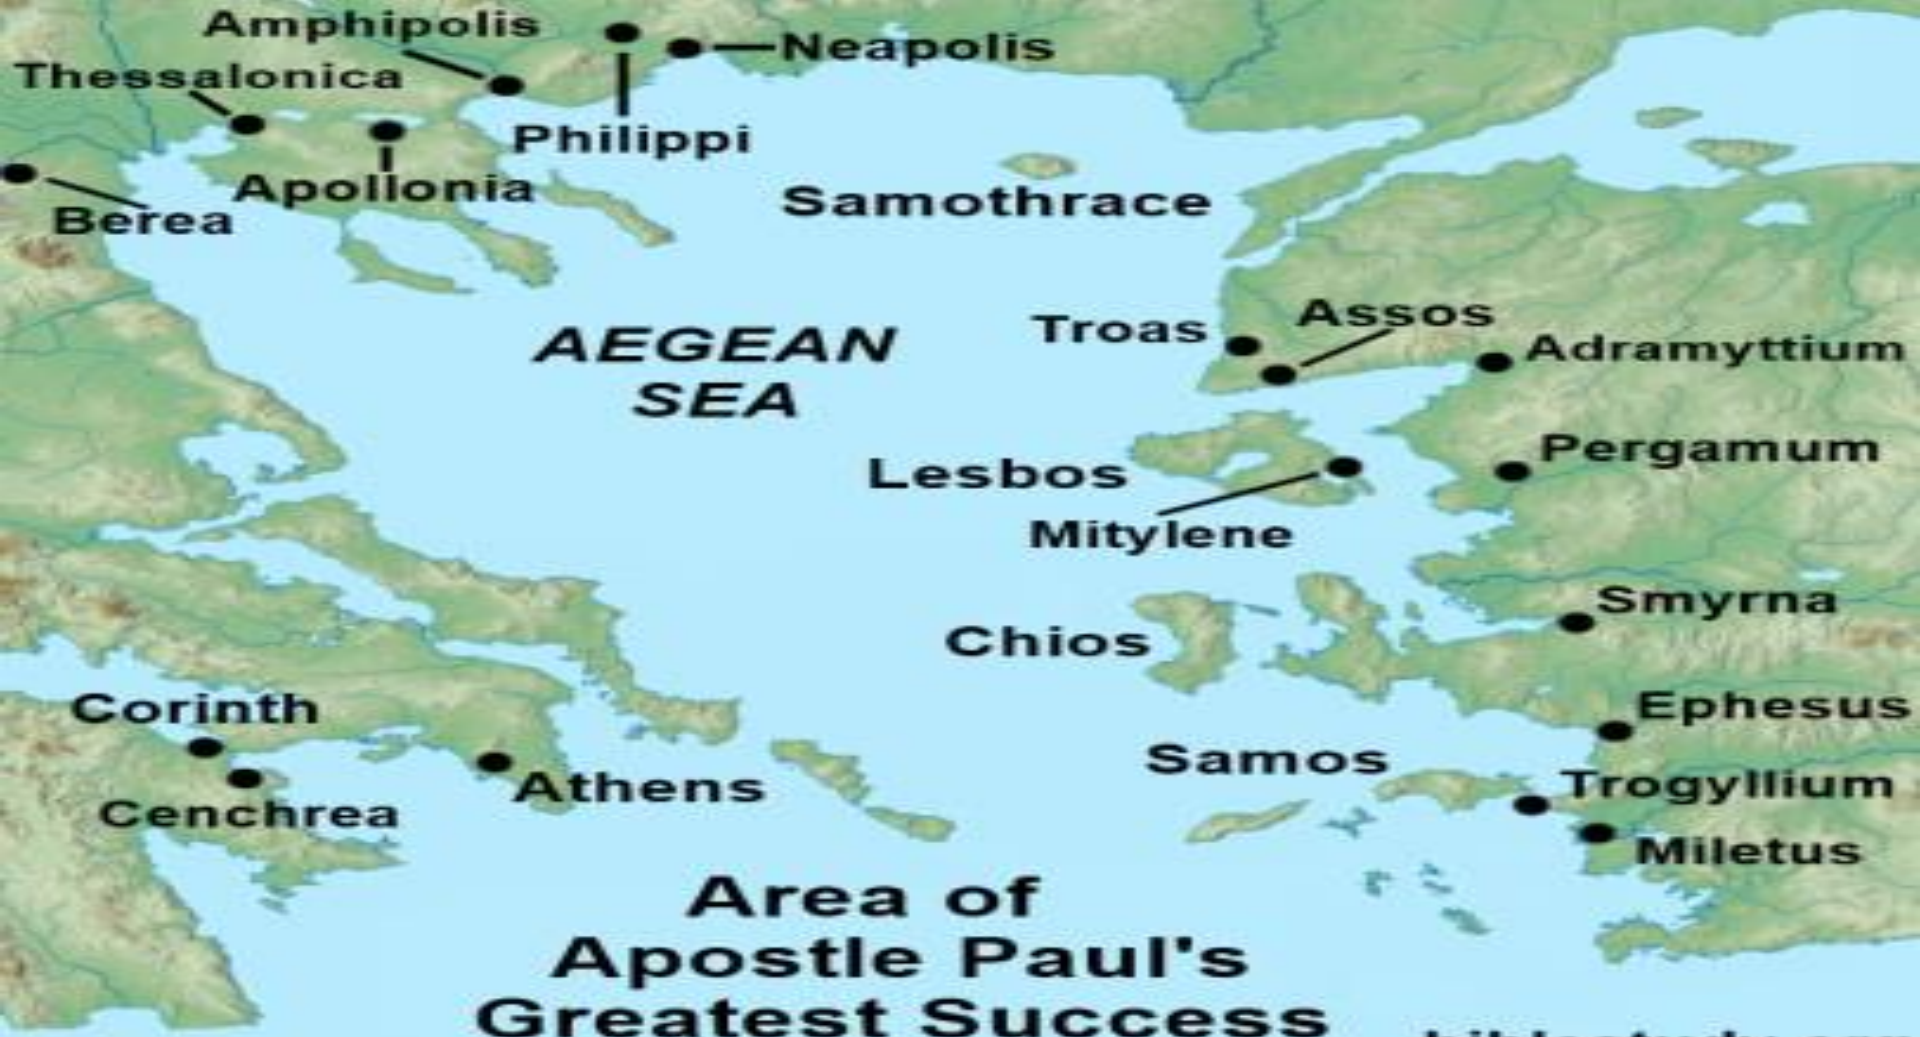 Amphipolis
Neapolis
Thessalonica
Philippi
Apollonia
Samothrace
Berea
AEGEAN
SEA
Troas
Assos
Adramyttium
Lesbos
Pergamum
Mitylene
Chios
Smyrna
Corinth
Ephesus
Samos
Athens
Trogyllium
Cenchrea
Miletus
Area of
Apostle Paul's
Greatest Success